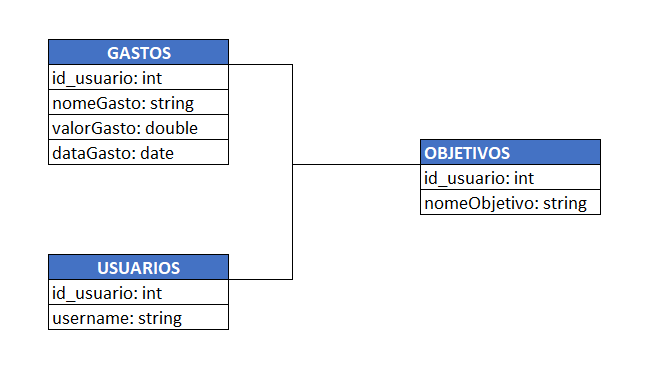 GASTOS
id_usuario: int
nomeGasto: string
valorGasto: double
dataGasto: date
OBJETIVOS
id_usuario: int
nomeObjetivo: string
USUARIOS
id_usuario: int
username: string